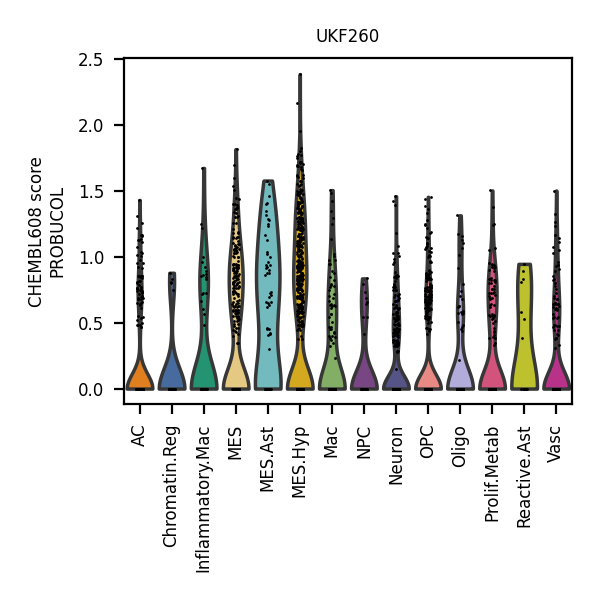 UKF260
CHEMBL608 score
PROBUCOL
2.5
2.0
1.5
1.0
0.5
0.0
AC
Chromatin.Reg
Inflammatory.Mac
MES
MES.Ast
MES.Hyp
Mac
NPC
Neuron
OPC
Oligo
Prolif.Metab
Reactive.Ast
Vasc